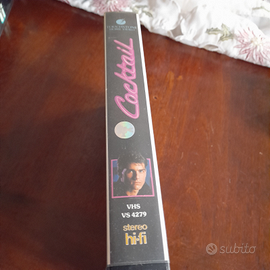 Cocktail
VHS
VS 4279
stereo
hi-fi
subito